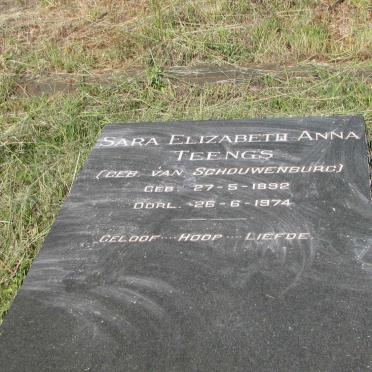 SARA ELIZABETH ANNA
TEENGS
(GEB. VAN SCHOUWENBURG)
GEB. 27-5-1892
OORL. 26-6-1974
GELOOF....HOOP....LIEFDE.